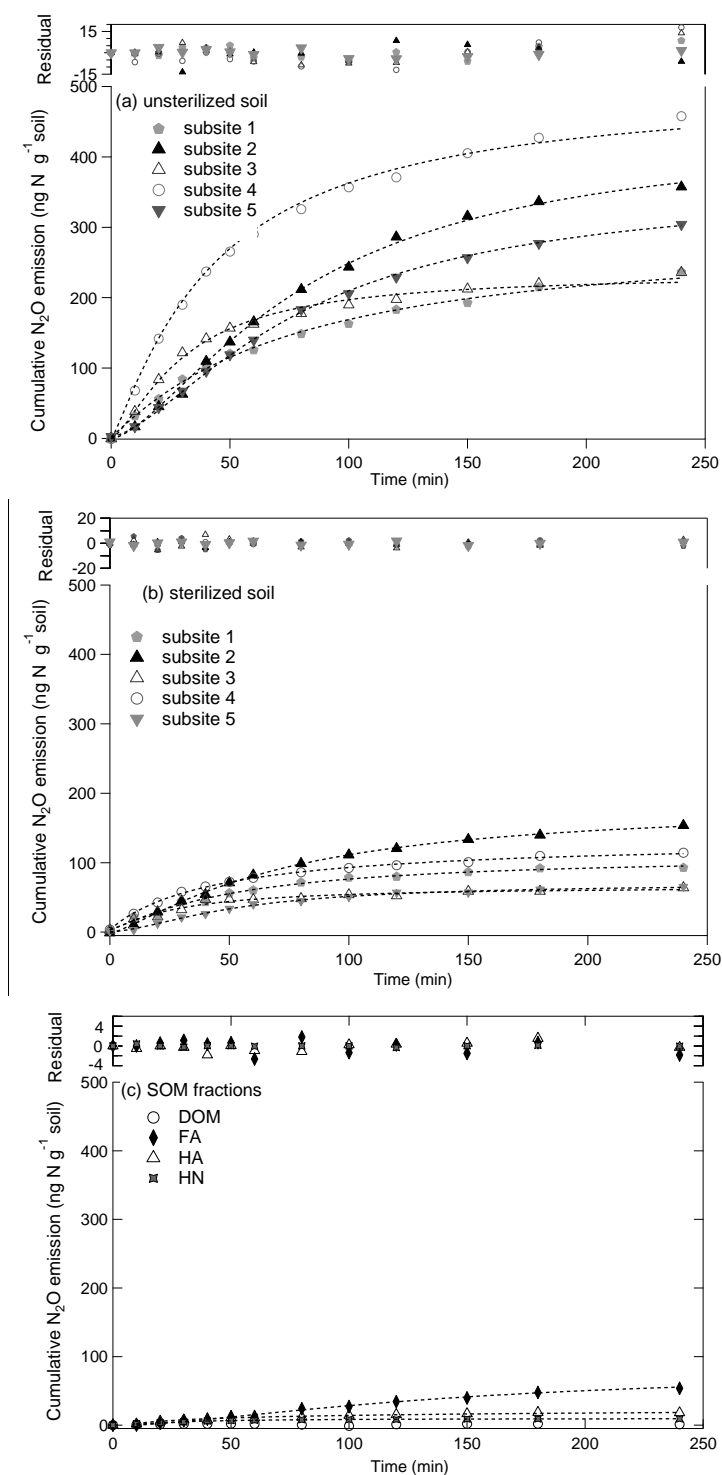 Residual
15
-15
Cumulative N2O emission (ng N g-1soil)
500
400
300
200
100
0
(a) unsterilized soil
subsite 1
subsite 2
subsite 3
subsite 4
subsite 5
0
50
100
150
200
250
Time (min)
Residual
20
0
-20
Cumulative N2O emission (ng N g-1soil)
500
400
300
200
100
0
(b) sterilized soil
subsite 1
subsite 2
subsite 3
subsite 4
subsite 5
0
50
100
150
200
250
Time (min)
Residual
4
0
-4
Cumulative N2O emission (ng N g-1 soil)
500
400
300
200
100
0
(c) SOM fractions
DOM
FA
HA
HN
0
50
100
150
200
250
Time (min)